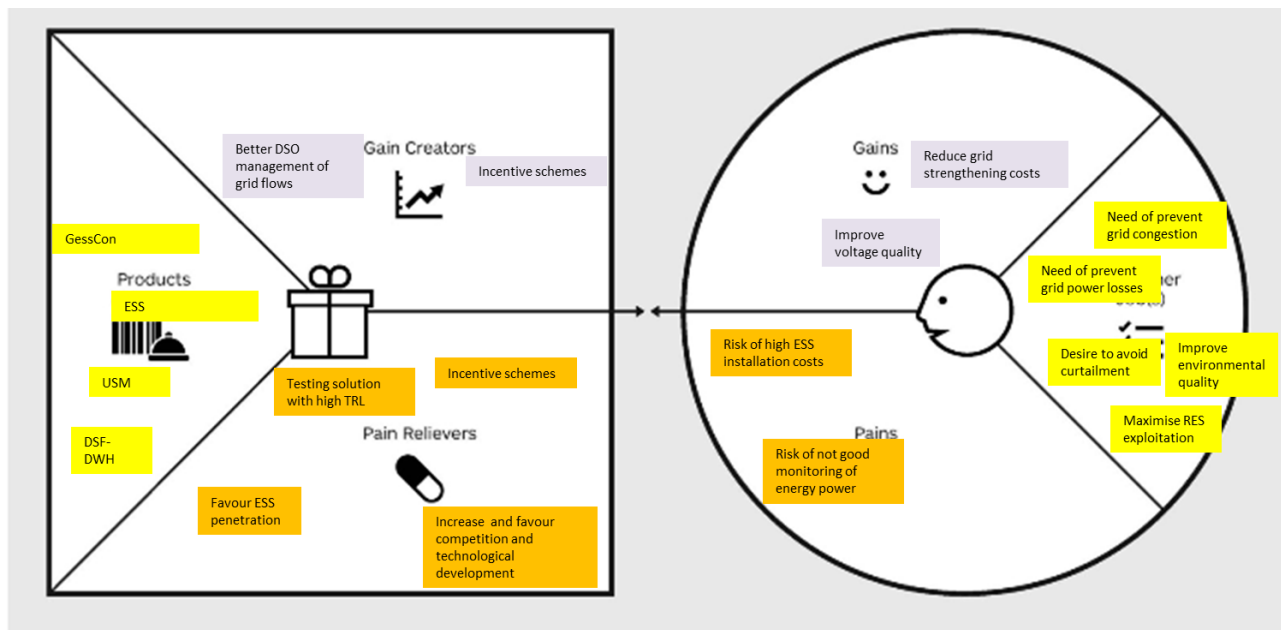 Better DSO
management of
grid flows
Gain Creators
Incentive schemes
GessCon
Products
ESS
USM
DSF-
DWH
Testing solution
with high TRL
Incentive schemes
Pain Relievers
Favour ESS
penetration
Increase and favour
competition and
technological
development
Gains
Reduce grid
strengthening costs
Improve
voltage quality
Need of prevent
grid congestion
Need of prevent
grid power losses
Desire to avoid
curtailment
Improve
environmental
quality
Maximise RES
exploitation
Risk of high ESS
installation costs
Pains
Risk of not good
monitoring of
energy power